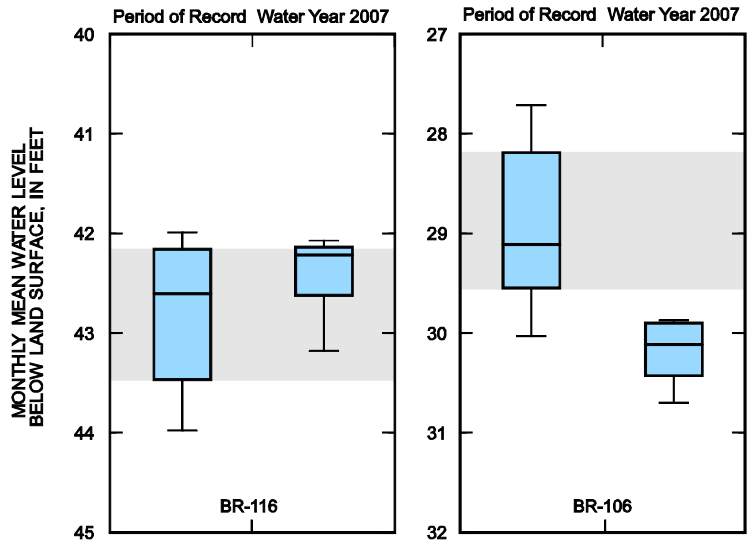 Period of Record Water Year 2007
Period of Record Water Year 2007
MONTHLY MEAN WATER LEVEL
BELOW LAND SURFACE, IN FEET
40
41
42
43
44
45
BR-116
27
28
29
30
31
32
BR-106